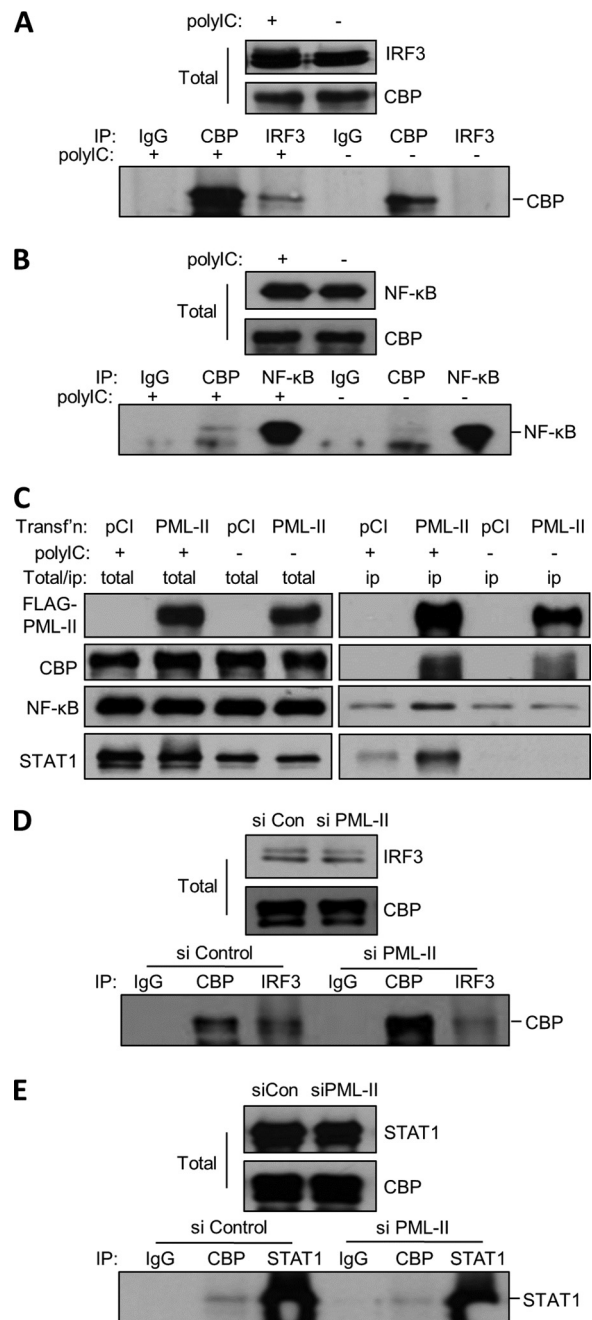 A
polyIC: + -
Total
IRF3
CBP
IP: IgG CBP IRF3 IgG CBP IRF3
polyIC: + + + - - -
CBP
B
polyIC: + -
Total
NF-κB
CBP
IP: IgG CBP NF-κB IgG CBP NF-κB
polyIC: + + + - - -
NF-κB
C
Transf'n: pCI PML-II pCI PML-II pCI PML-II pCI PML-II
polyIC: + + - - + + - -
Total/ip: total total total total ip ip ip ip
FLAG-
PML-II
CBP
NF-κB
STAT1
D
si Con si PML-II
Total
IRF3
CBP
si Control si PML-II
IP: IgG CBP IRF3 IgG CBP IRF3
CBP
E
siCon siPML-II
Total
STAT1
CBP
si Control si PML-II
IP: IgG CBP STAT1 IgG CBP STAT1
STAT1